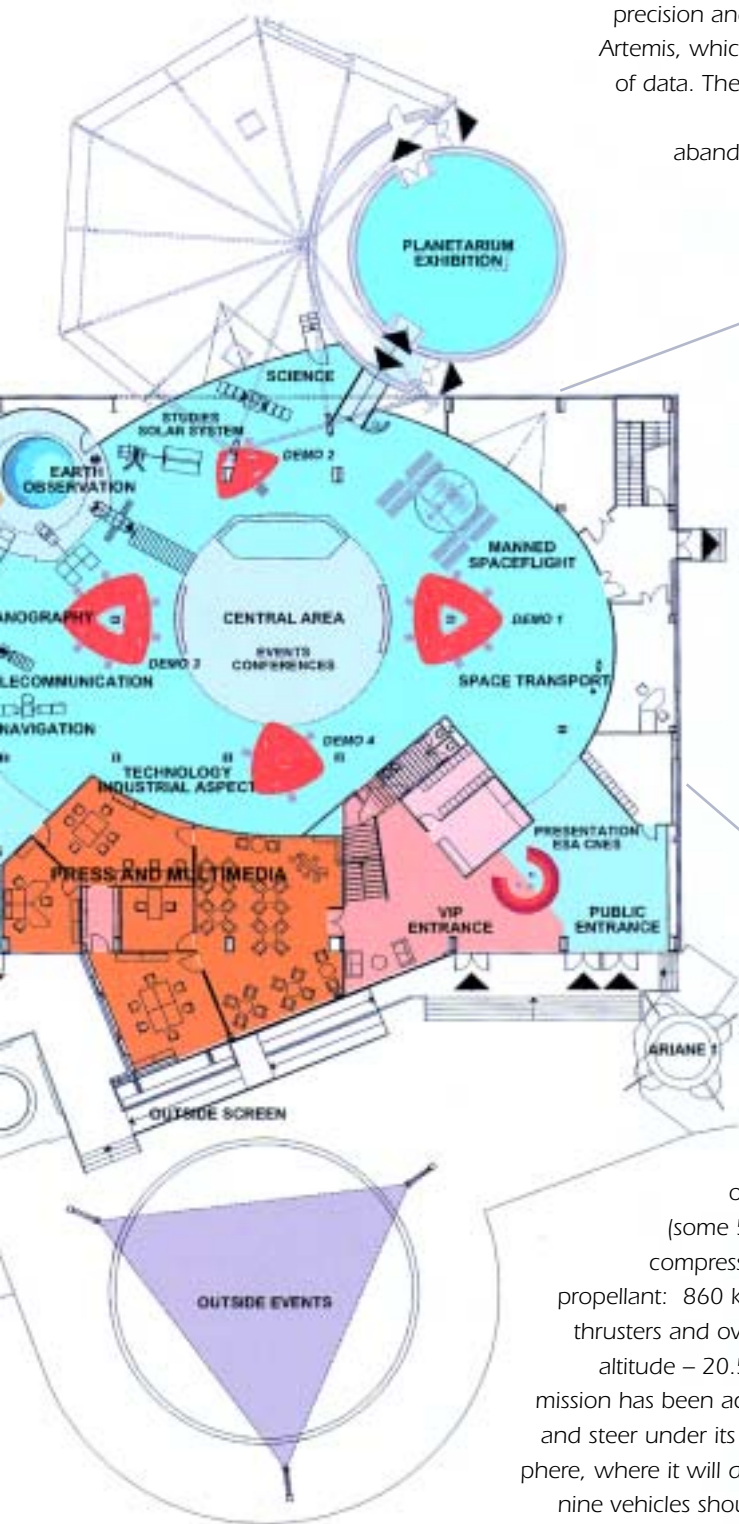 precision and
Artemis, which
of data. The
aband
PLANETARIUM
EXHIBITION
SCIENCE
STUDIES
SOLAR SYSTEM
DEMO 2
EARTH
OBSERVATION
MANNED
SPACEFLIGHT
ANOGRAPHY
CENTRAL AREA
DEMO 1
EVENTS
CONFERENCES
DEMO 3
LECOMMUNICATION
SPACE TRANSPORT
NAVIGATION
DEMO 4
TECHNOLOGY
INDUSTRIAL ASPECT
PRESENTATION
ESA CNES
PRESS AND MULTIMEDIA
VIP
ENTRANCE
PUBLIC
ENTRANCE
ARIANE 1
OUTSIDE SCREEN
OUTSIDE EVENTS
(some
compress
propellant: 860 k
thrusters and ov
altitude – 20.5
mission has been ac
and steer under its
phere, where it will
nine vehicles shou